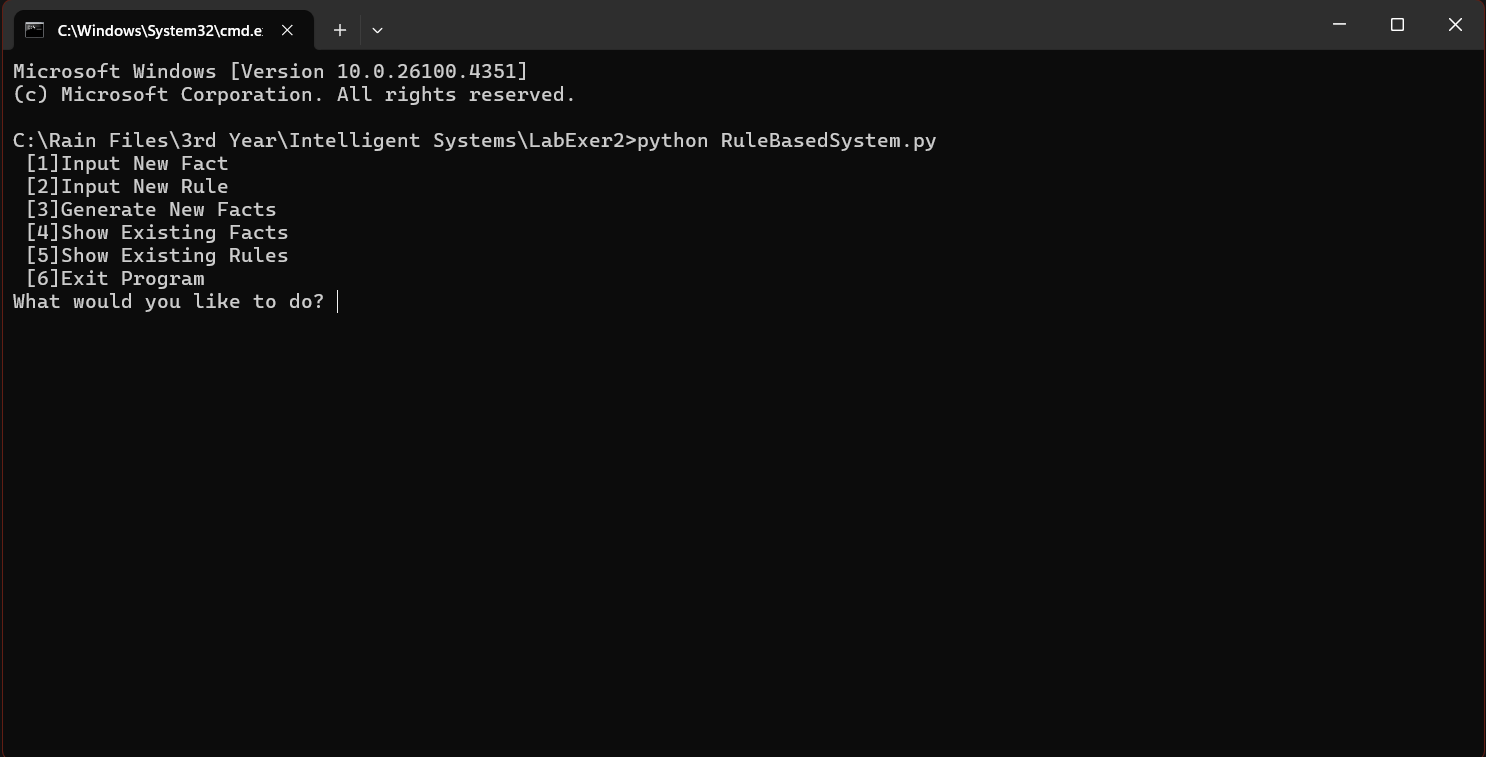 C:\Windows\System32\cmd.e
Microsoft Windows [Version 10.0.26100.4351]
(c) Microsoft Corporation. All rights reserved.
C:\Rain Files\3rd Year\Intelligent Systems\LabExer2>python RuleBasedSystem.py
[1]Input New Fact
[2]Input New Rule
[3]Generate New Facts
[4]Show Existing Facts
[5]Show Existing Rules
[6]Exit Program
What would you like to do?